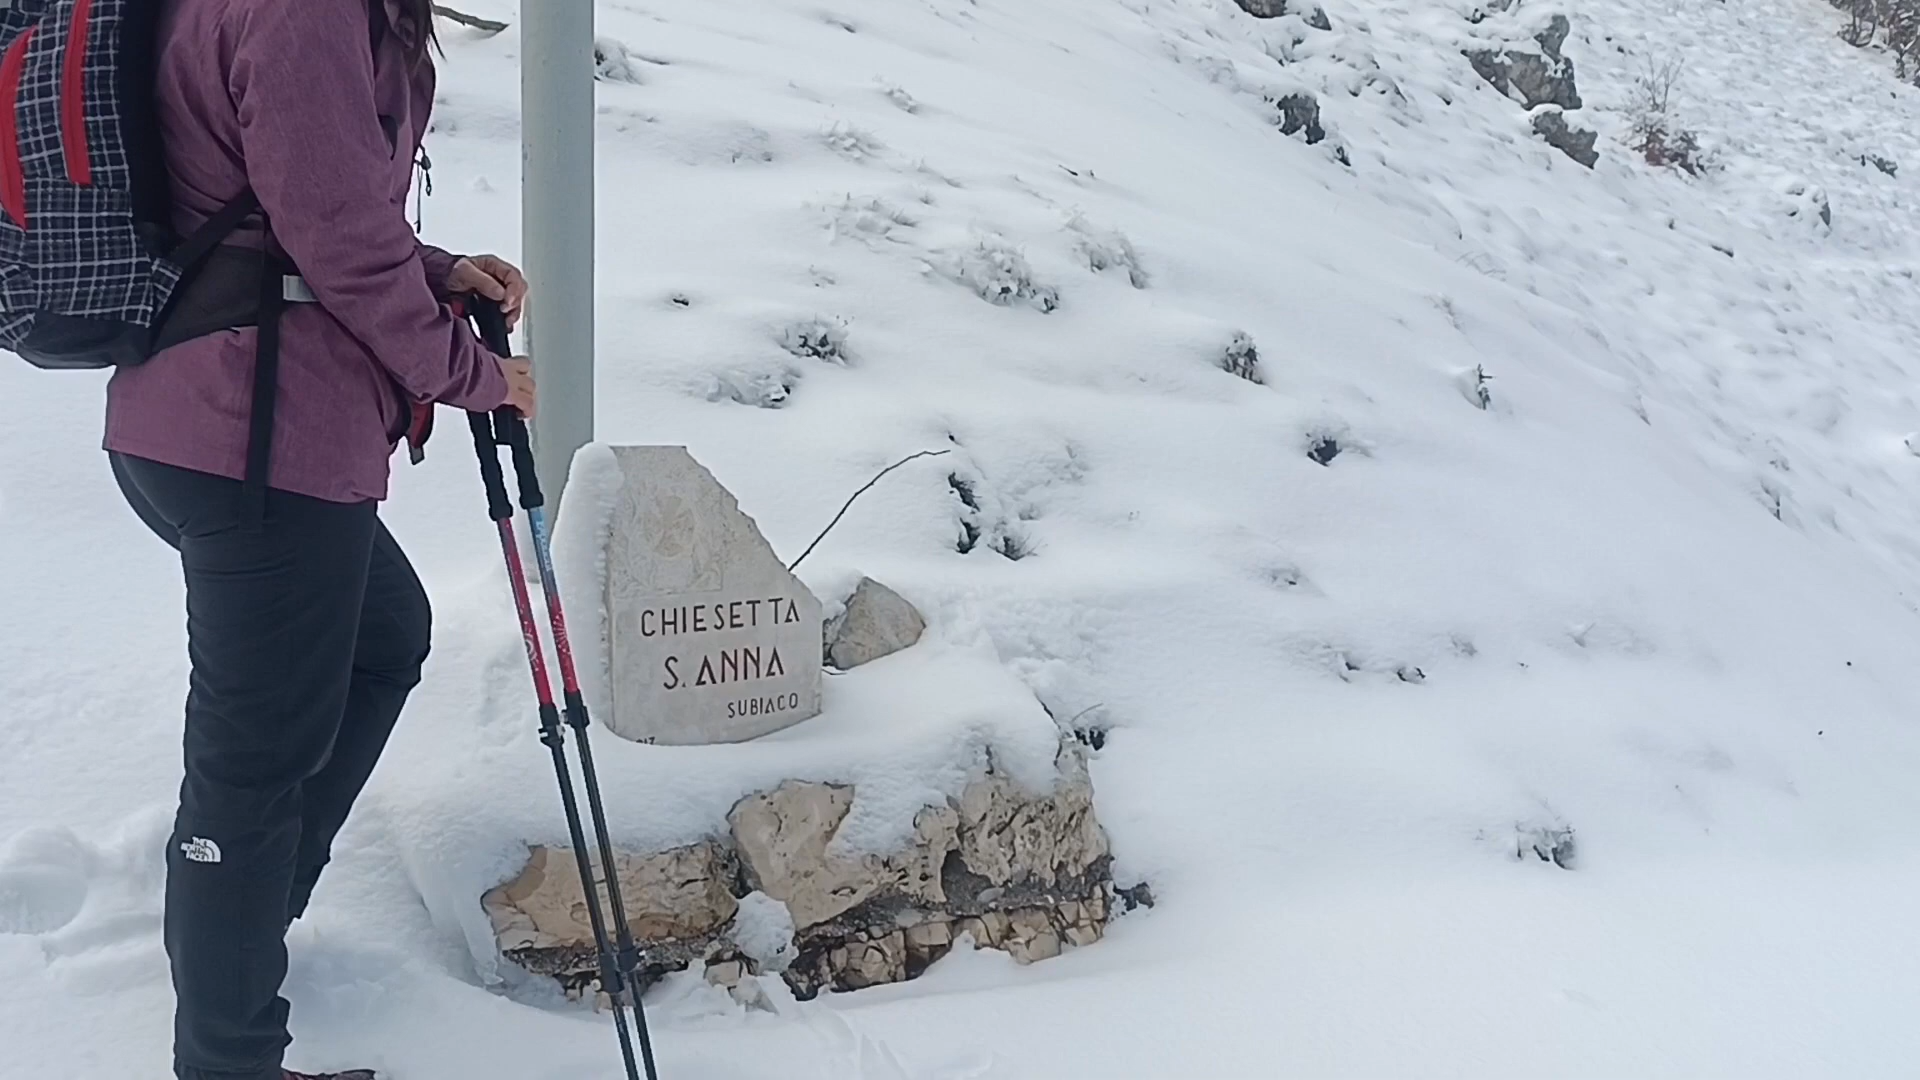 CHIESETTA
S. ANNA
SUBIACO
THE
NORTH
FACE